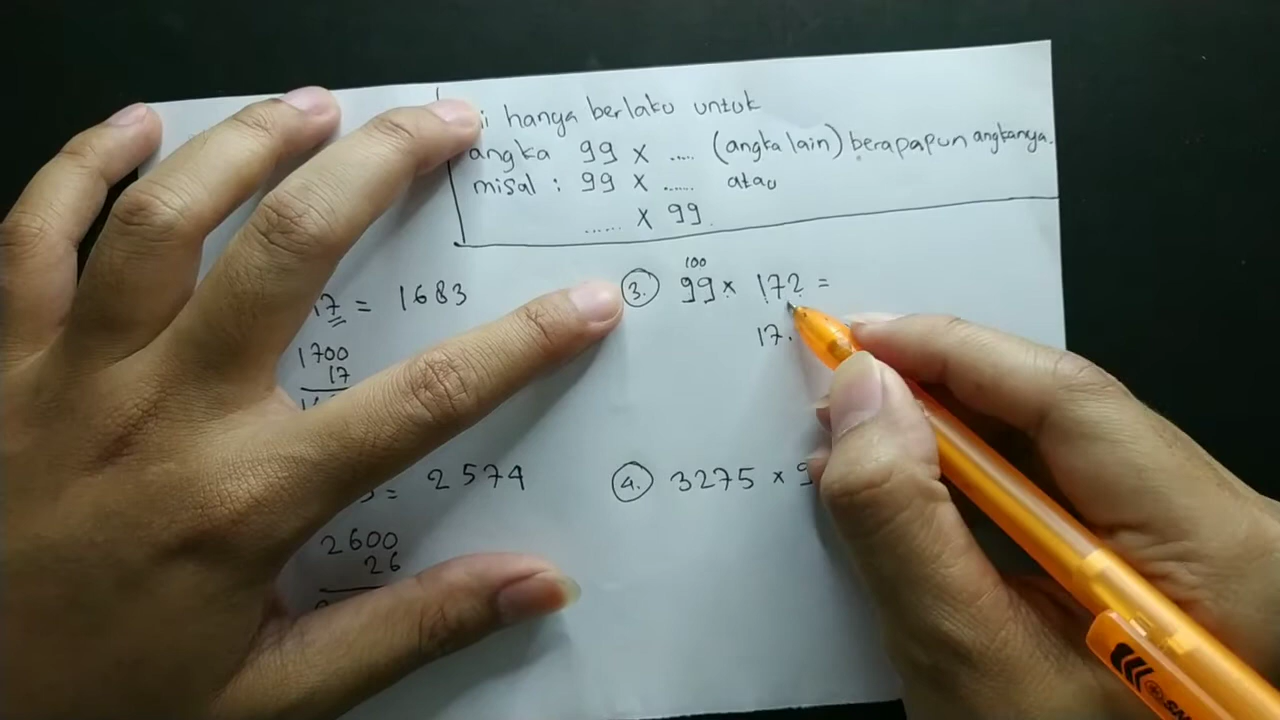 hanya berlaku untuk
angka 99 x ..... (angka lain) berapapun angkanya.
misal : 99 x ...... atau
...... x 99
17 = 1683
1700
17
= 2574
2600
26
100
3. 99 x 172 =
17.
4. 3275 x 9